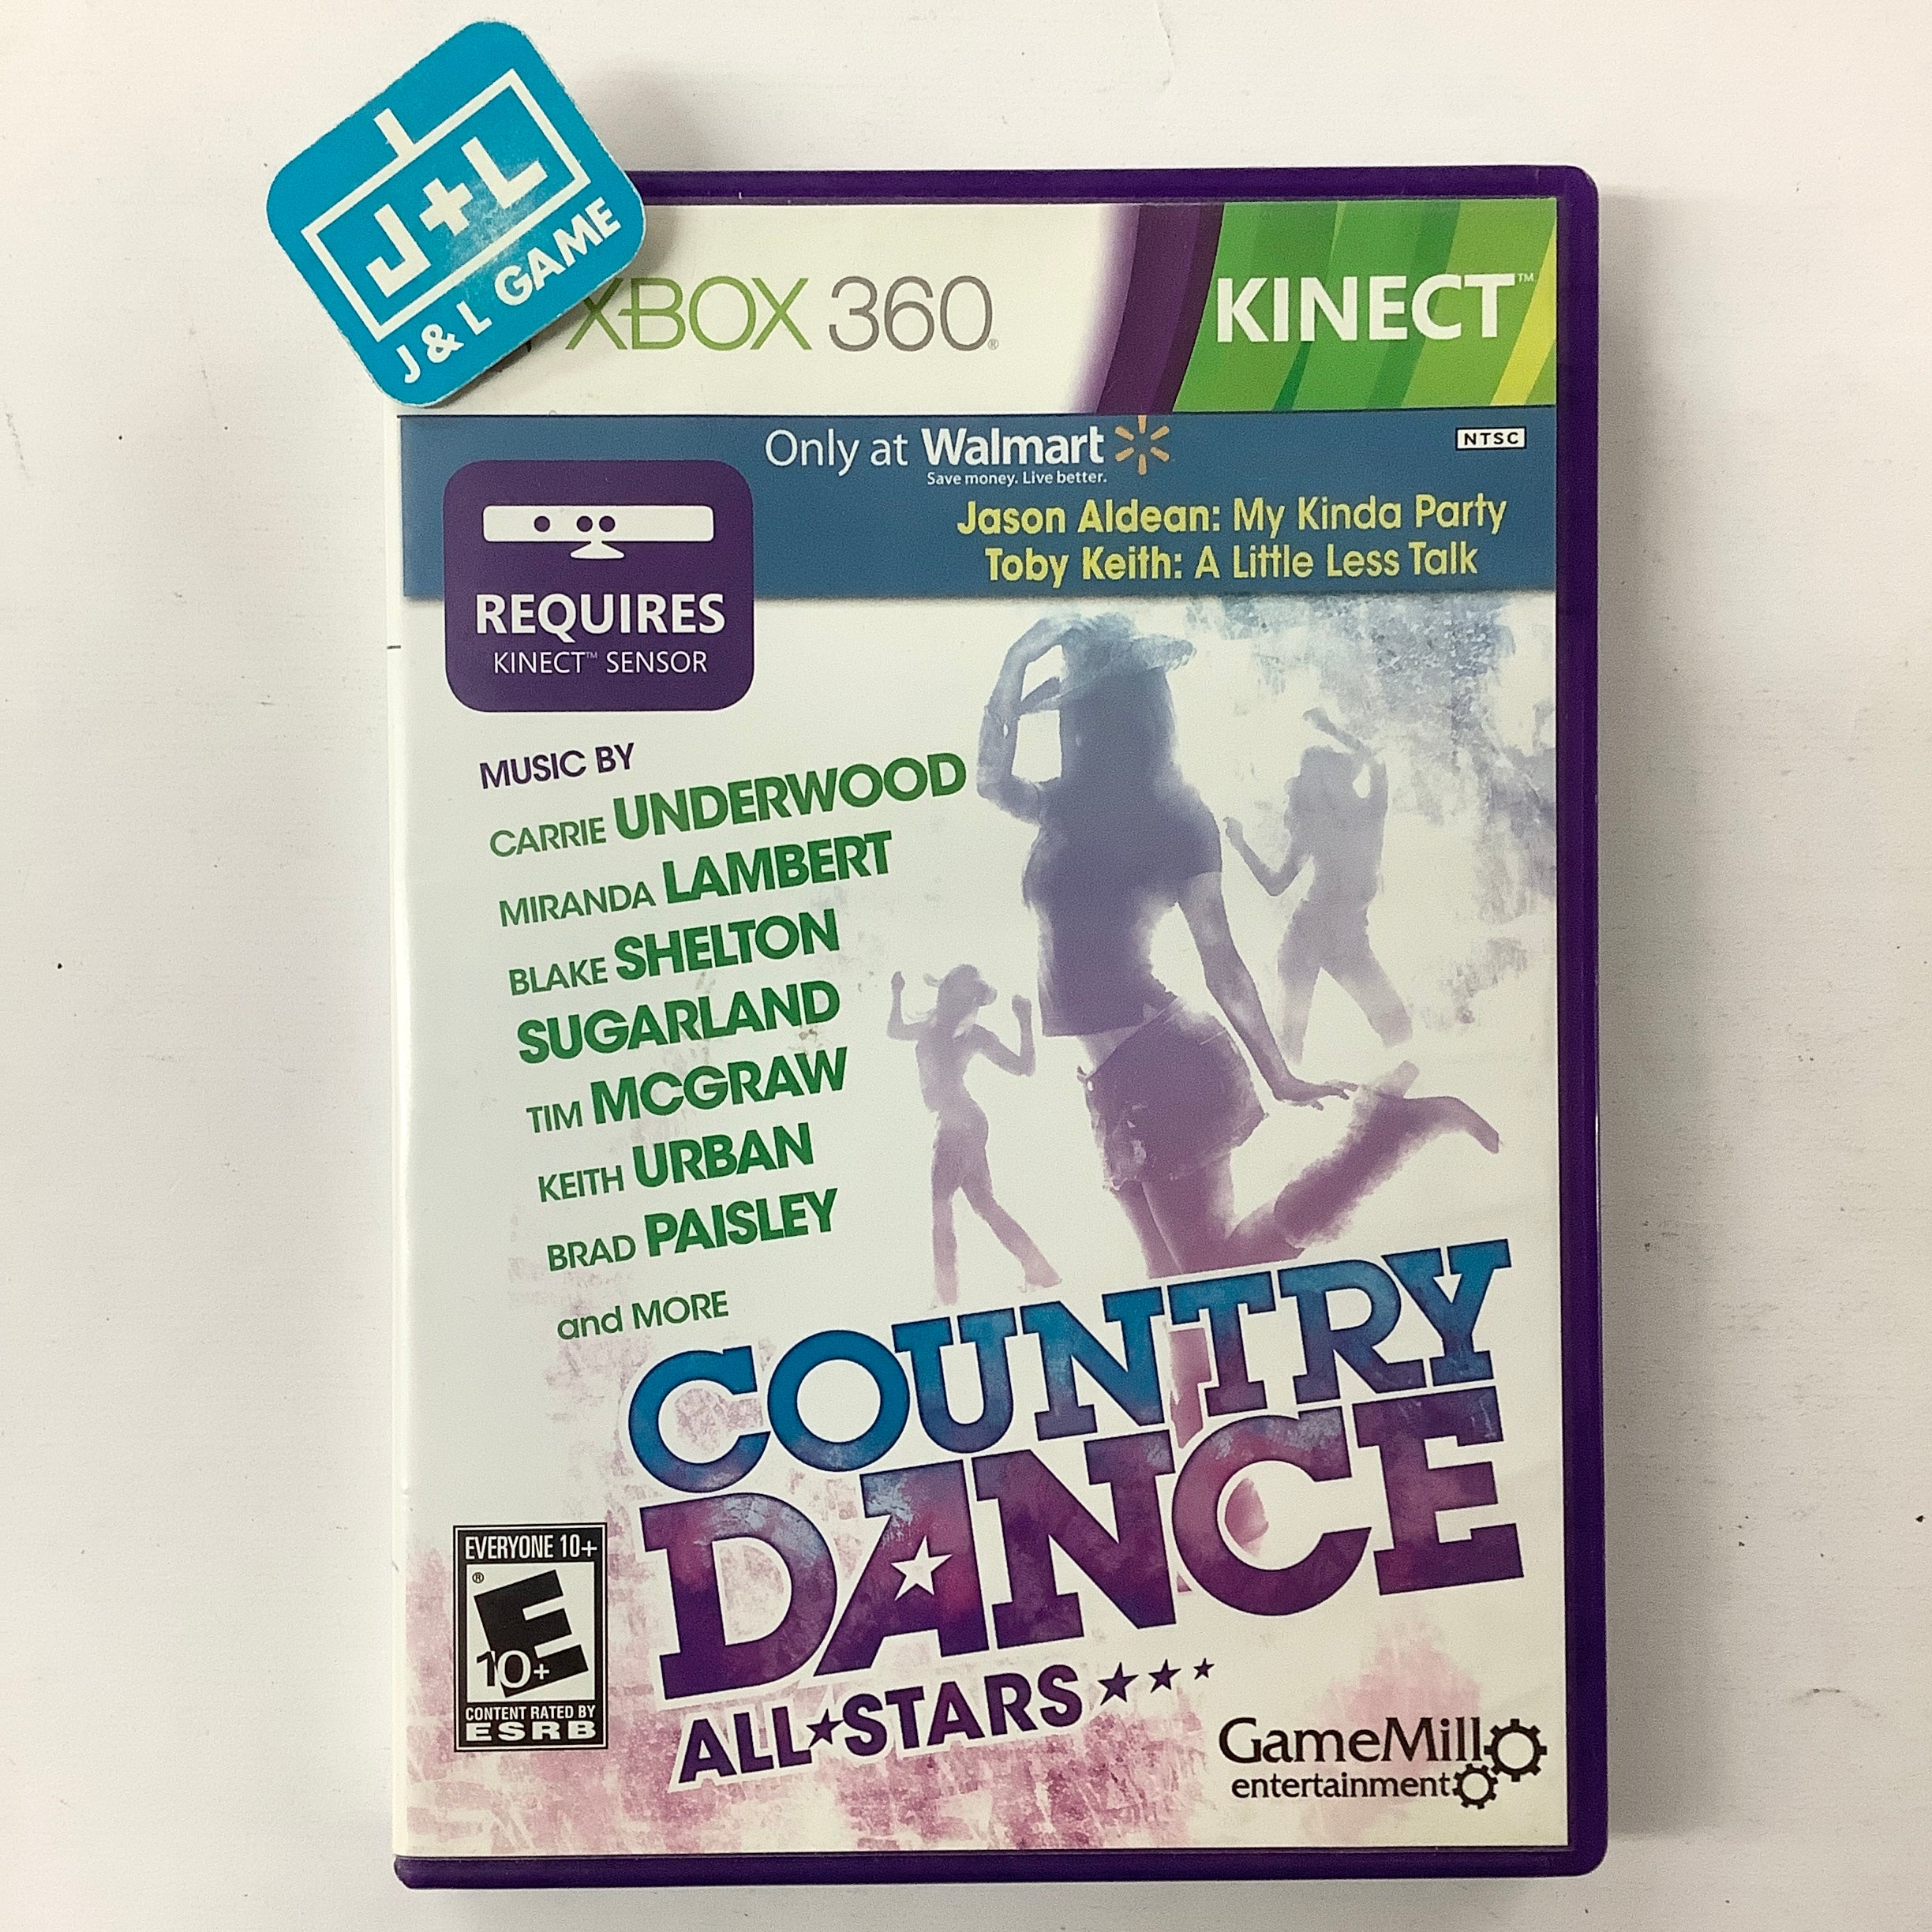 J+L
J & L GAME
XBOX 360®
KINECT™
Only at Walmart
Save money. Live better.
NTSC
Jason Aldean: My Kinda Party
Toby Keith: A Little Less Talk
REQUIRES
KINECT™ SENSOR
MUSIC BY
CARRIE UNDERWOOD
MIRANDA LAMBERT
BLAKE SHELTON
SUGARLAND
TIM MCGRAW
KEITH URBAN
BRAD PAISLEY
and MORE
COUNTRY
DANCE
ALL★STARS★★★
EVERYONE 10+
®
E
10+
CONTENT RATED BY
ESRB
GameMill
entertainment